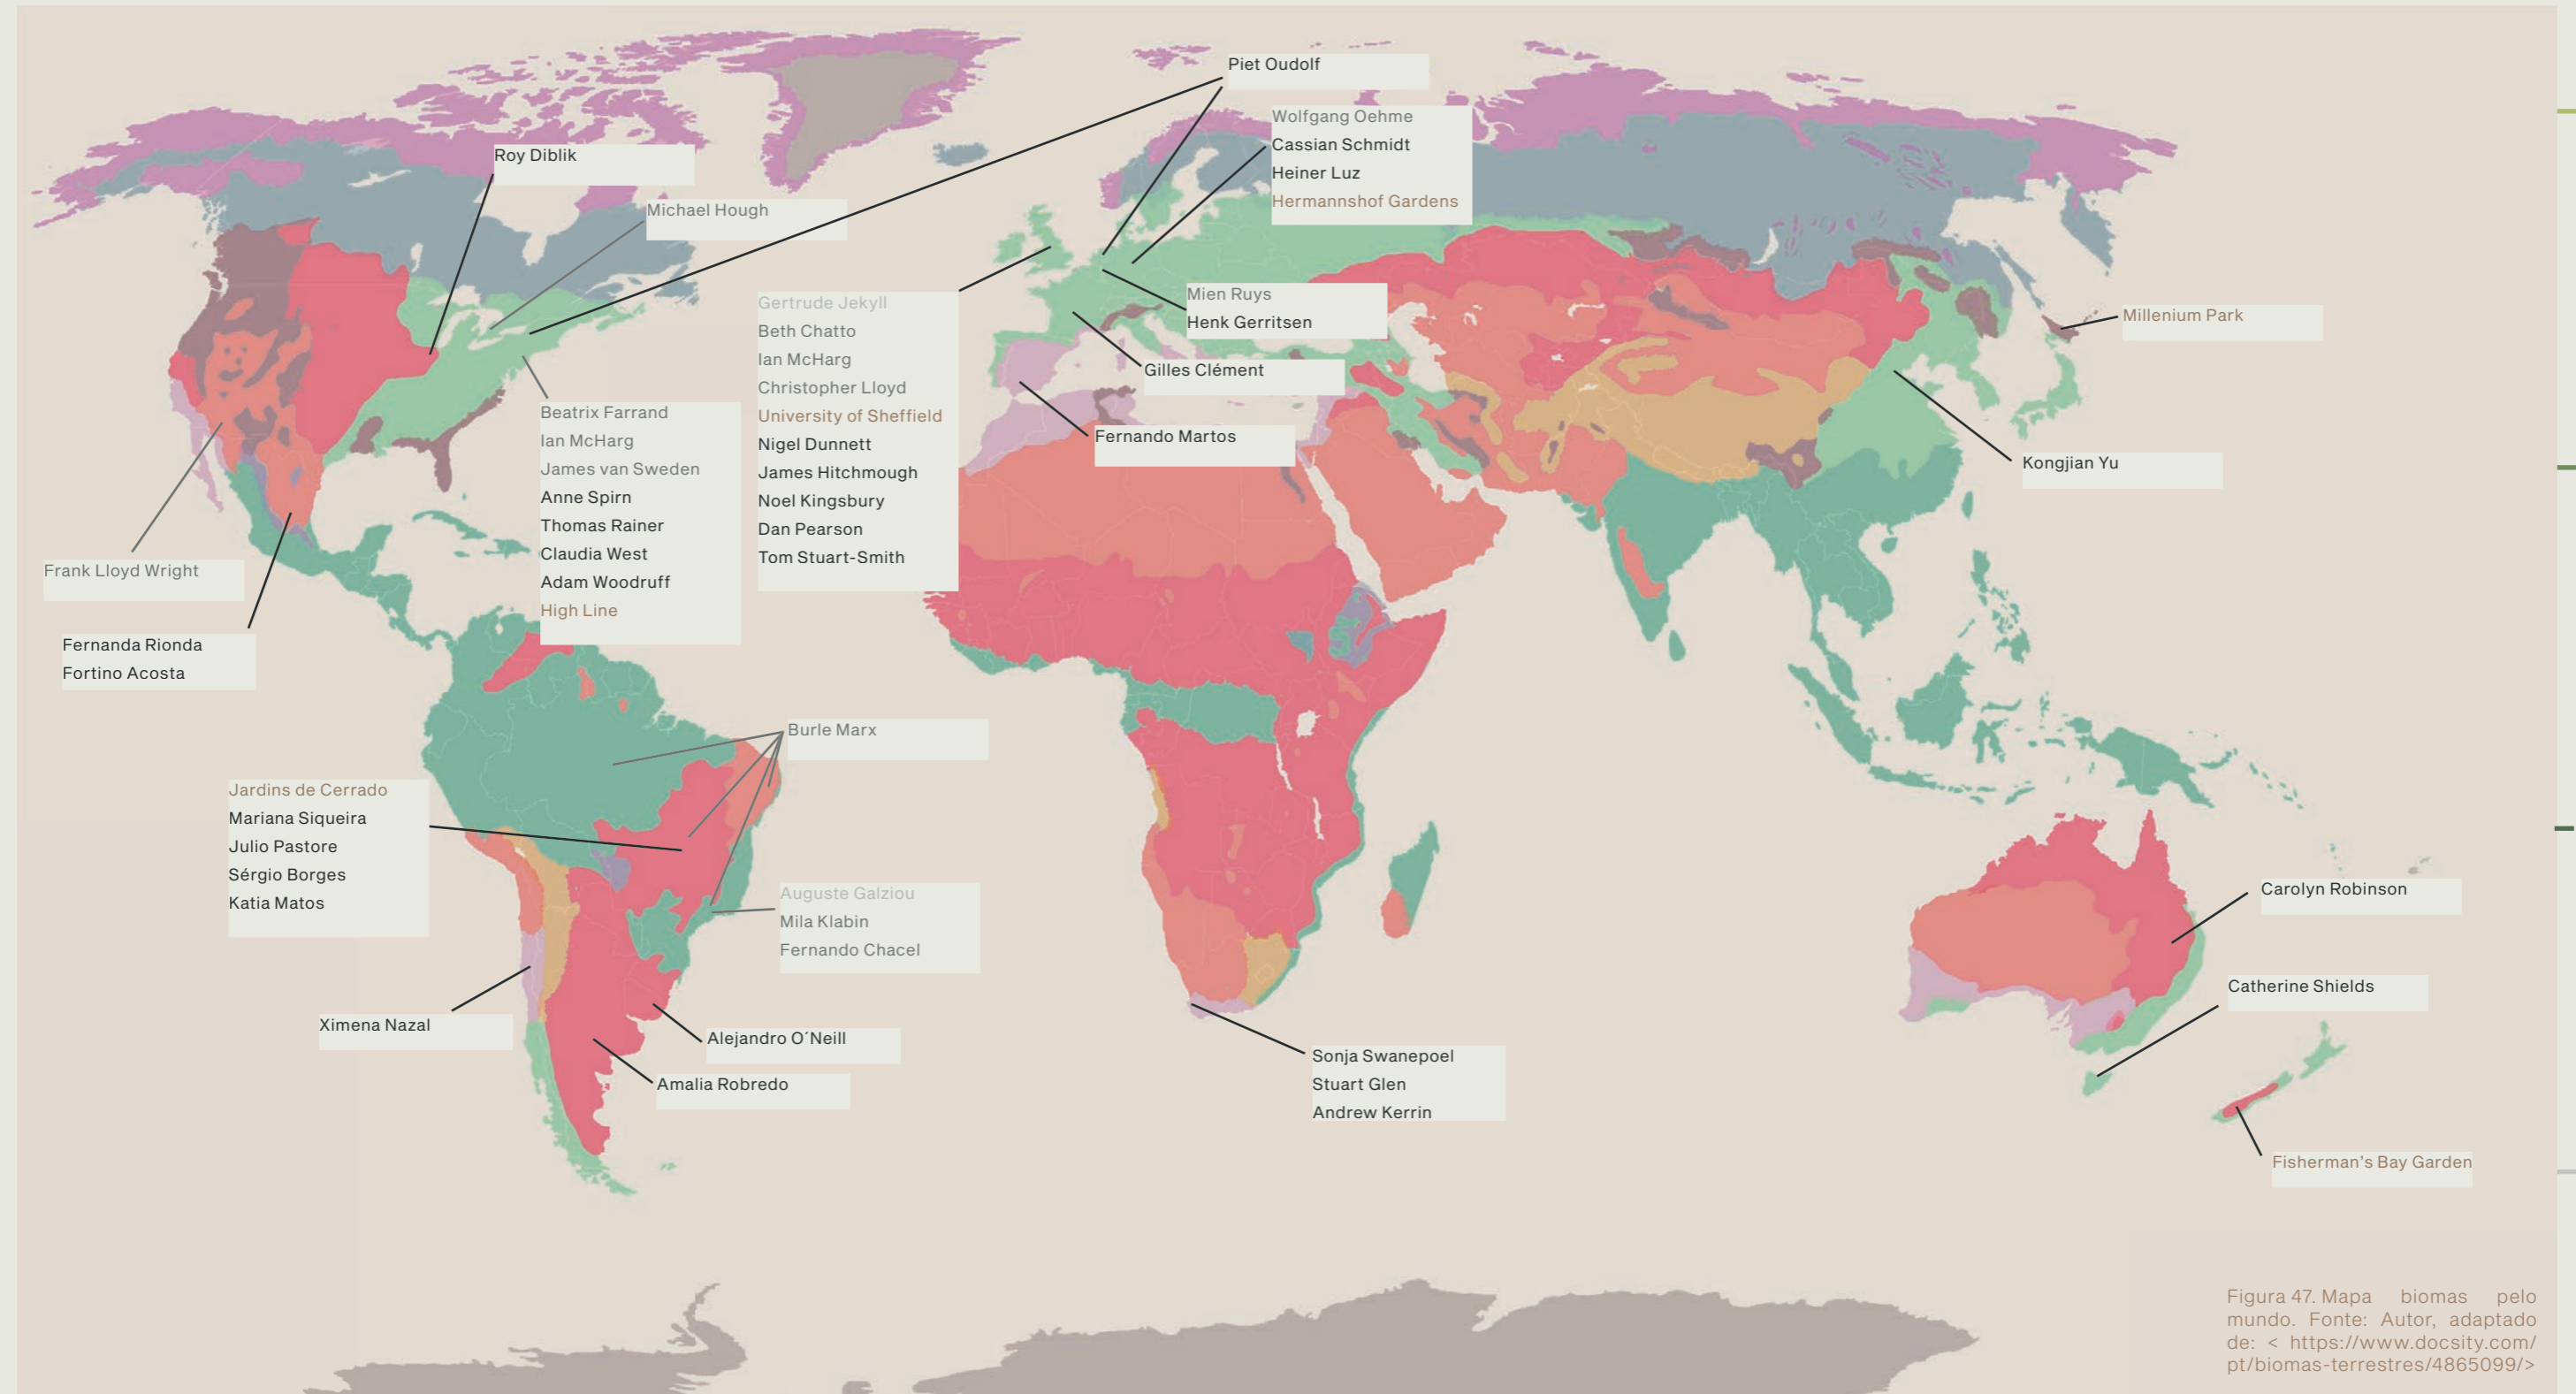 Piet Oudolf
Wolfgang Oehme
Cassian Schmidt
Heiner Luz
Hermannshof Gardens
Roy Diblik
Michael Hough
Gertrude Jekyll
Beth Chatto
Ian McHarg
Christopher Lloyd
University of Sheffield
Nigel Dunnett
James Hitchmough
Noel Kingsbury
Dan Pearson
Tom Stuart-Smith
Mien Ruys
Henk Gerritsen
Millenium Park
Gilles Clément
Beatrix Farrand
Ian McHarg
James van Sweden
Anne Spirn
Thomas Rainer
Claudia West
Adam Woodruff
High Line
Fernando Martos
Kongjian Yu
Frank Lloyd Wright
Fernanda Rionda
Fortino Acosta
Burle Marx
Jardins de Cerrado
Mariana Siqueira
Julio Pastore
Sérgio Borges
Katia Matos
Auguste Galziou
Mila Klabin
Fernando Chacel
Carolyn Robinson
Catherine Shields
Ximena Nazal
Alejandro O´Neill
Amalia Robredo
Sonja Swanepoel
Stuart Glen
Andrew Kerrin
Fisherman's Bay Garden
Figura 47. Mapa biomas pelo
mundo. Fonte: Autor, adaptado
de: < https://www.docsity.com/
pt/biomas-terrestres/4865099/>